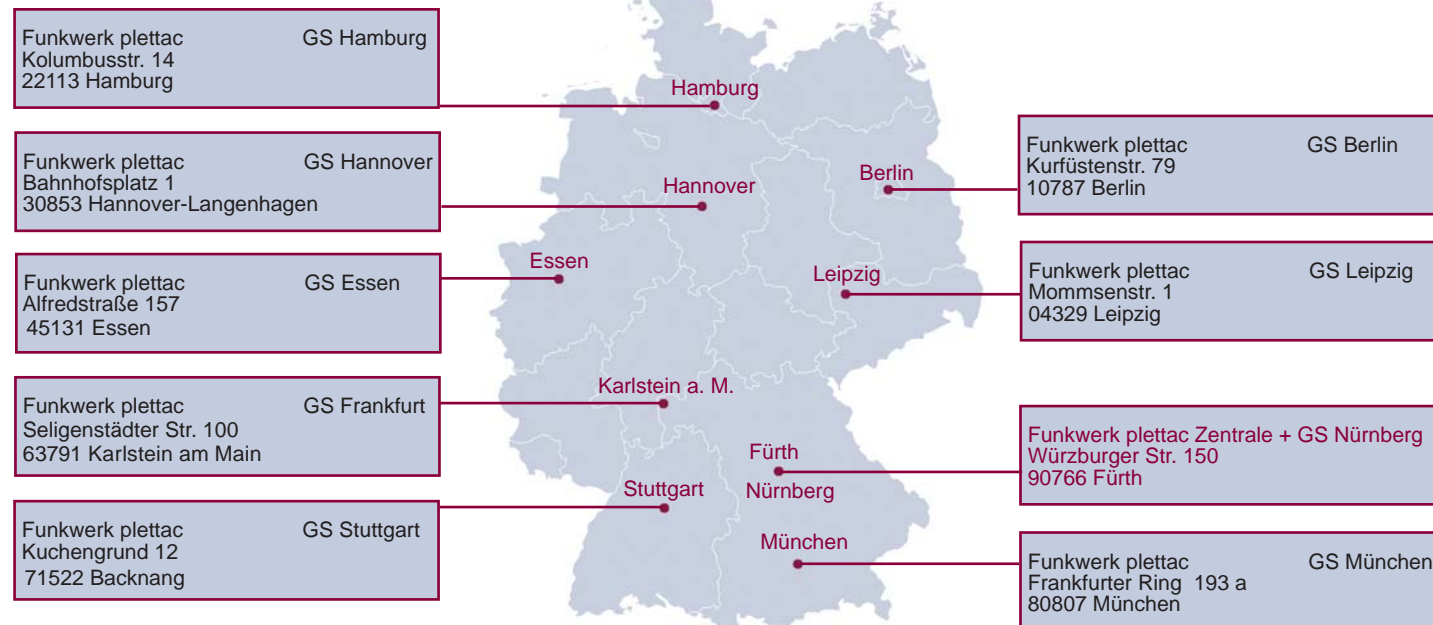 Funkwerk plettac GS Hamburg
Kolumbusstr. 14
22113 Hamburg
Funkwerk plettac GS Hannover
Bahnhofsplatz 1
30853 Hannover-Langenhagen
Funkwerk plettac GS Essen
Alfredstraße 157
45131 Essen
Funkwerk plettac GS Frankfurt
Seligenstädter Str. 100
63791 Karlstein am Main
Funkwerk plettac GS Stuttgart
Kuchengrund 12
71522 Backnang
Hamburg
Hannover
Berlin
Essen
Leipzig
Karlstein a. M.
Fürth
Nürnberg
Stuttgart
München
Funkwerk plettac GS Berlin
Kurfüstenstr. 79
10787 Berlin
Funkwerk plettac GS Leipzig
Mommsenstr. 1
04329 Leipzig
Funkwerk plettac Zentrale + GS Nürnberg
Würzburger Str. 150
90766 Fürth
Funkwerk plettac GS München
Frankfurter Ring 193 a
80807 München